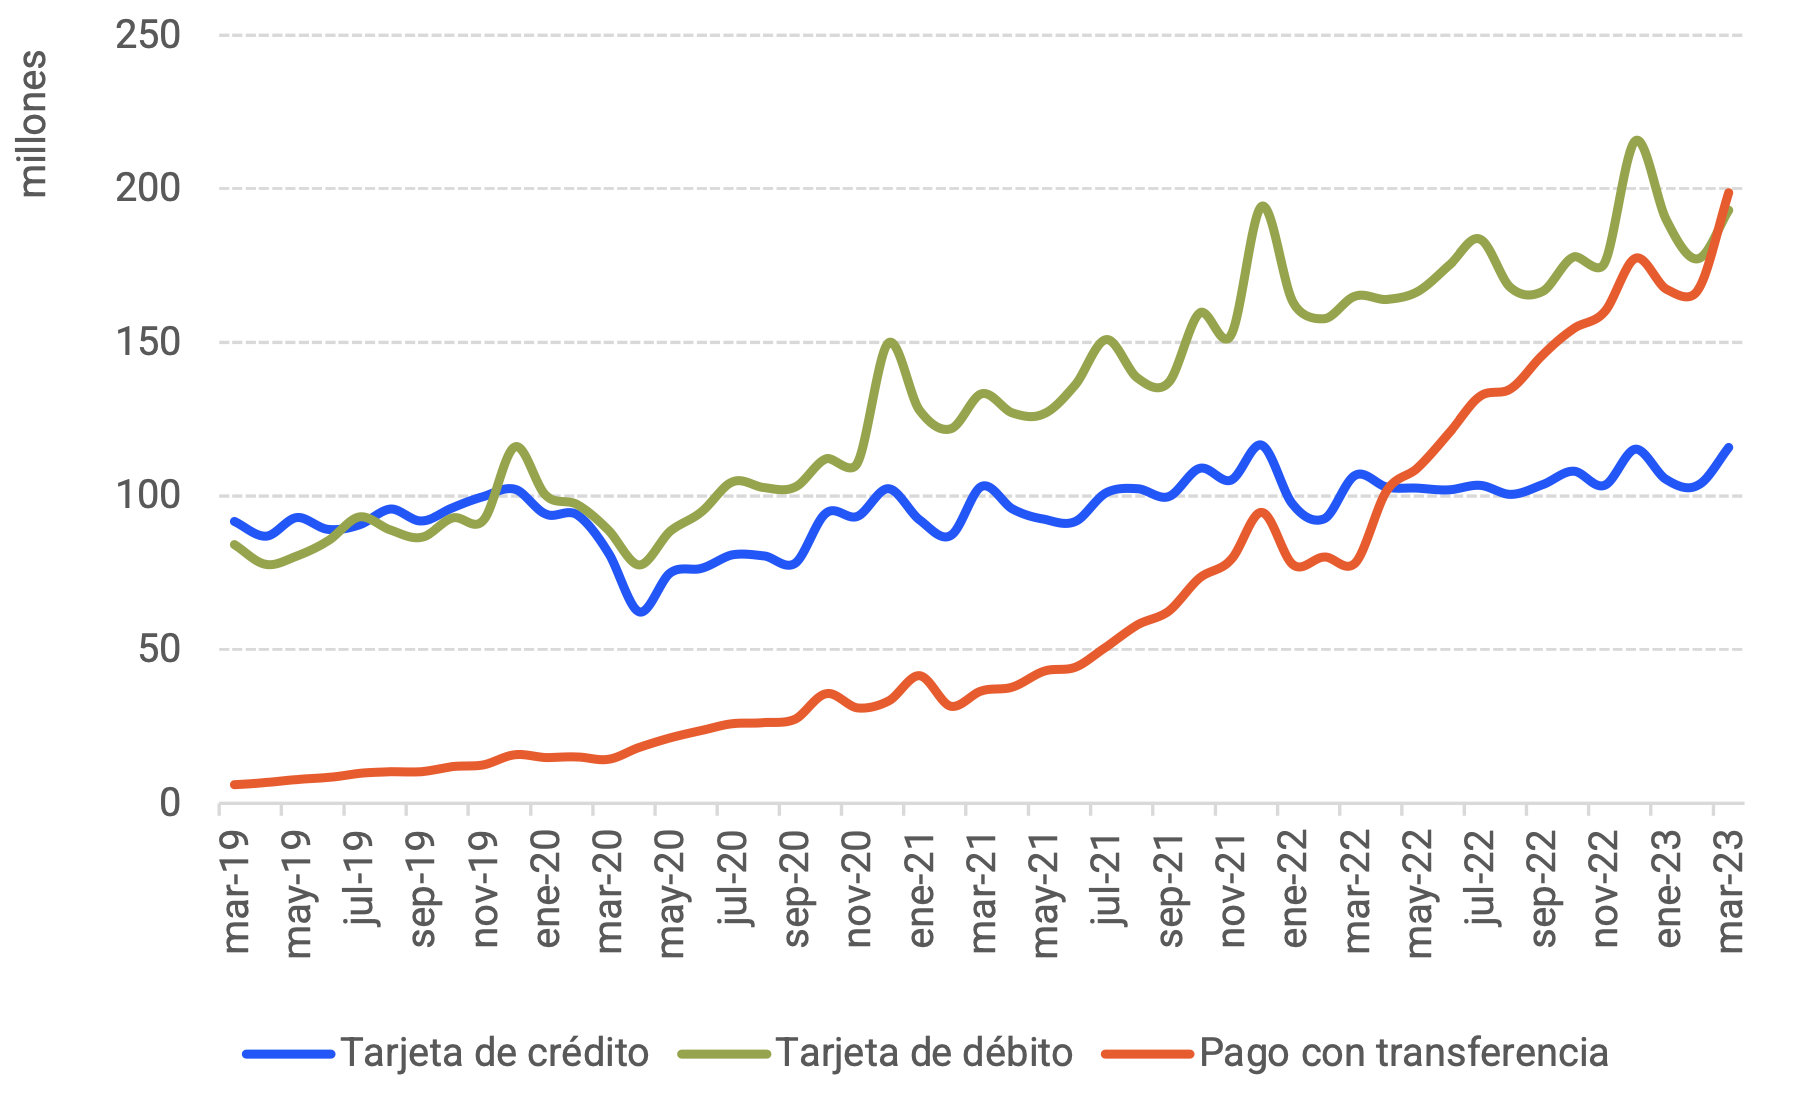 millones
250
200
150
100
50
0
mar-19
may-19
jul-19
sep-19
nov-19
ene-20
mar-20
may-20
jul-20
sep-20
nov-20
ene-21
mar-21
may-21
jul-21
sep-21
nov-21
ene-22
mar-22
may-22
jul-22
sep-22
nov-22
ene-23
mar-23
Tarjeta de crédito
Tarjeta de débito
Pago con transferencia